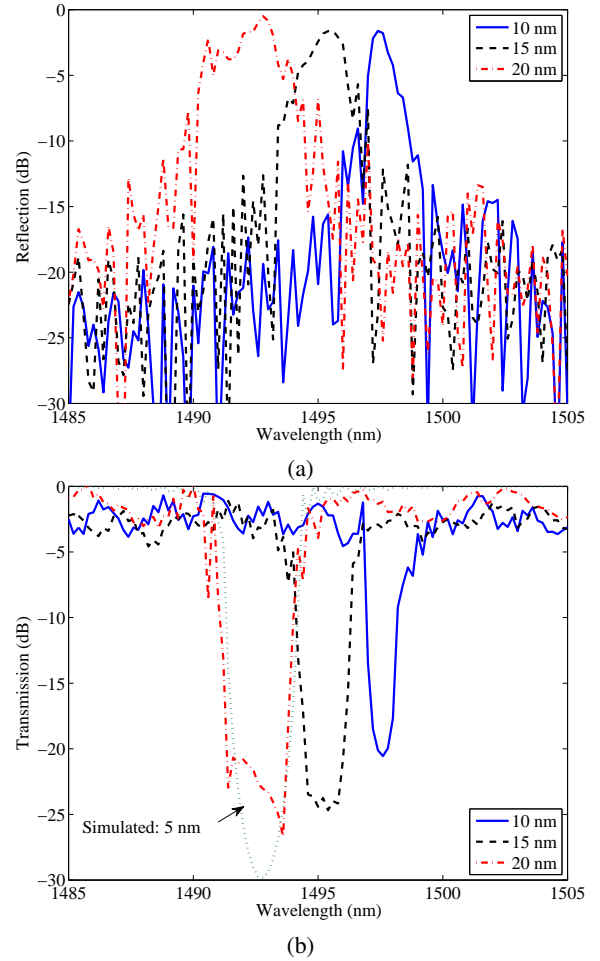 0
−5
−10
−15
−20
−25
−30
Reflection (dB)
10 nm
15 nm
20 nm
1485 1490 1495 1500 1505
Wavelength (nm)
(a)
0
−5
−10
−15
−20
−25
−30
Transmission (dB)
Simulated: 5 nm
10 nm
15 nm
20 nm
1485 1490 1495 1500 1505
Wavelength (nm)
(b)